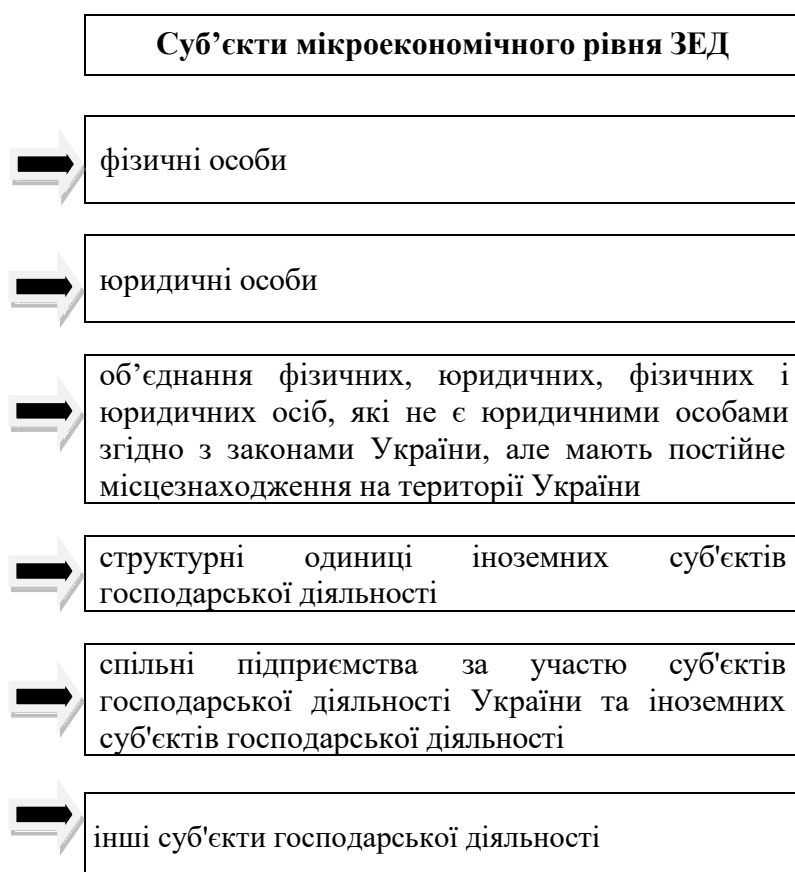 Суб’єкти мікроекономічного рівня ЗЕД
фізичні особи
юридичні особи
об’єднання фізичних, юридичних, фізичних і
юридичних осіб, які не є юридичними особами
згідно з законами України, але мають постійне
місцезнаходження на території України
структурні одиниці іноземних суб'єктів
господарської діяльності
спільні підприємства за участю суб'єктів
господарської діяльності України та іноземних
суб'єктів господарської діяльності
інші суб'єкти господарської діяльності